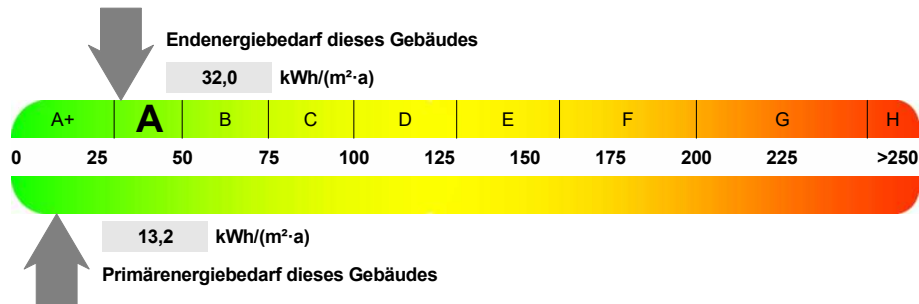 Endenergiebedarf dieses Gebäudes
32,0 kWh/(m²·a)
A+ A B C D E F G H
0 25 50 75 100 125 150 175 200 225 >250
13,2 kWh/(m²·a)
Primärenergiebedarf dieses Gebäudes